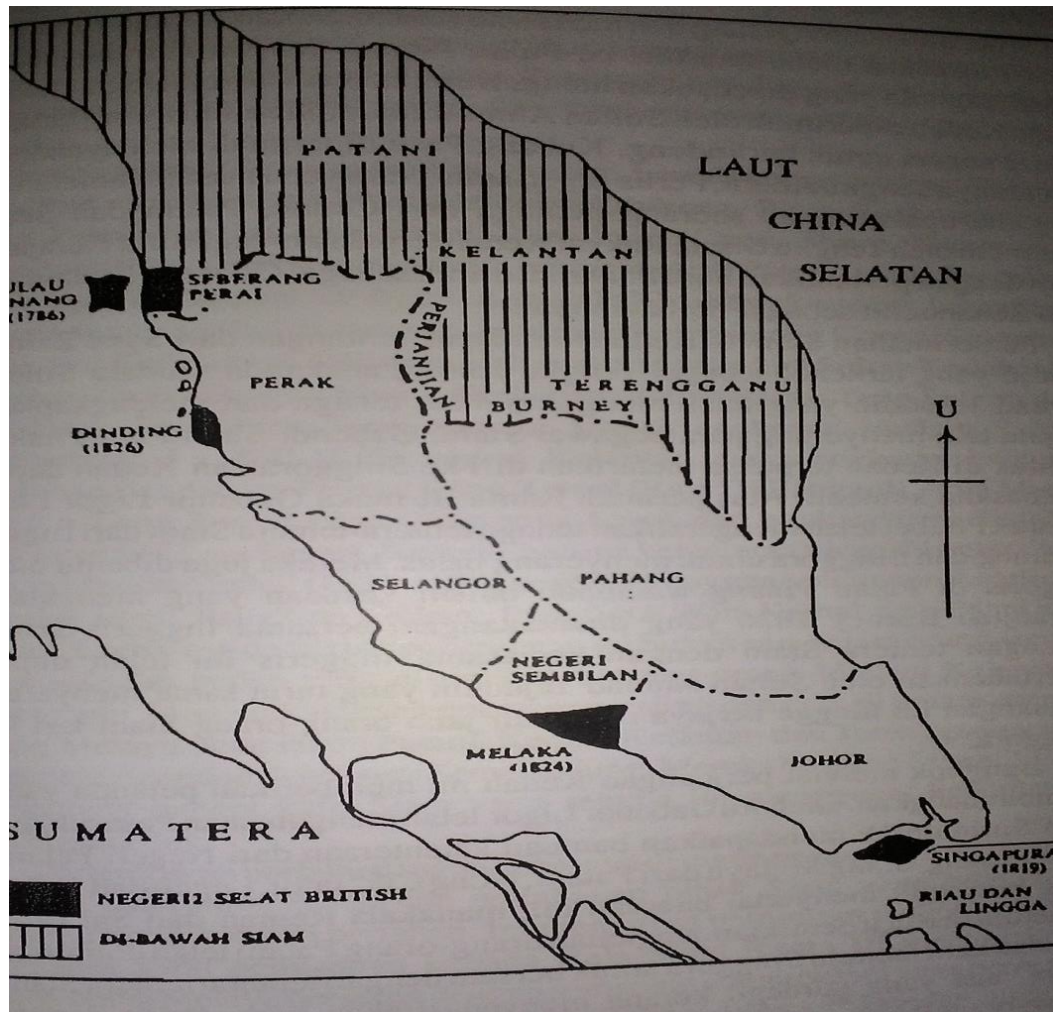 PATANI
LAUT
CHINA
SELATAN
KELANTAN
SEBERANG
PERAI
(1786)
PERJANJIAN
PERAK
TERENGGANU
BURNEY
DINDING
(1826)
U
SELANGOR
PAHANG
NEGERI
SEMBILAN
MELAKA
(1824)
JOHOR
SUMATERA
SINGAPURA
(1819)
RIAU DAN
LINGGA
NEGERI2 SELAT BRITISH
DI-BAWAH SIAM